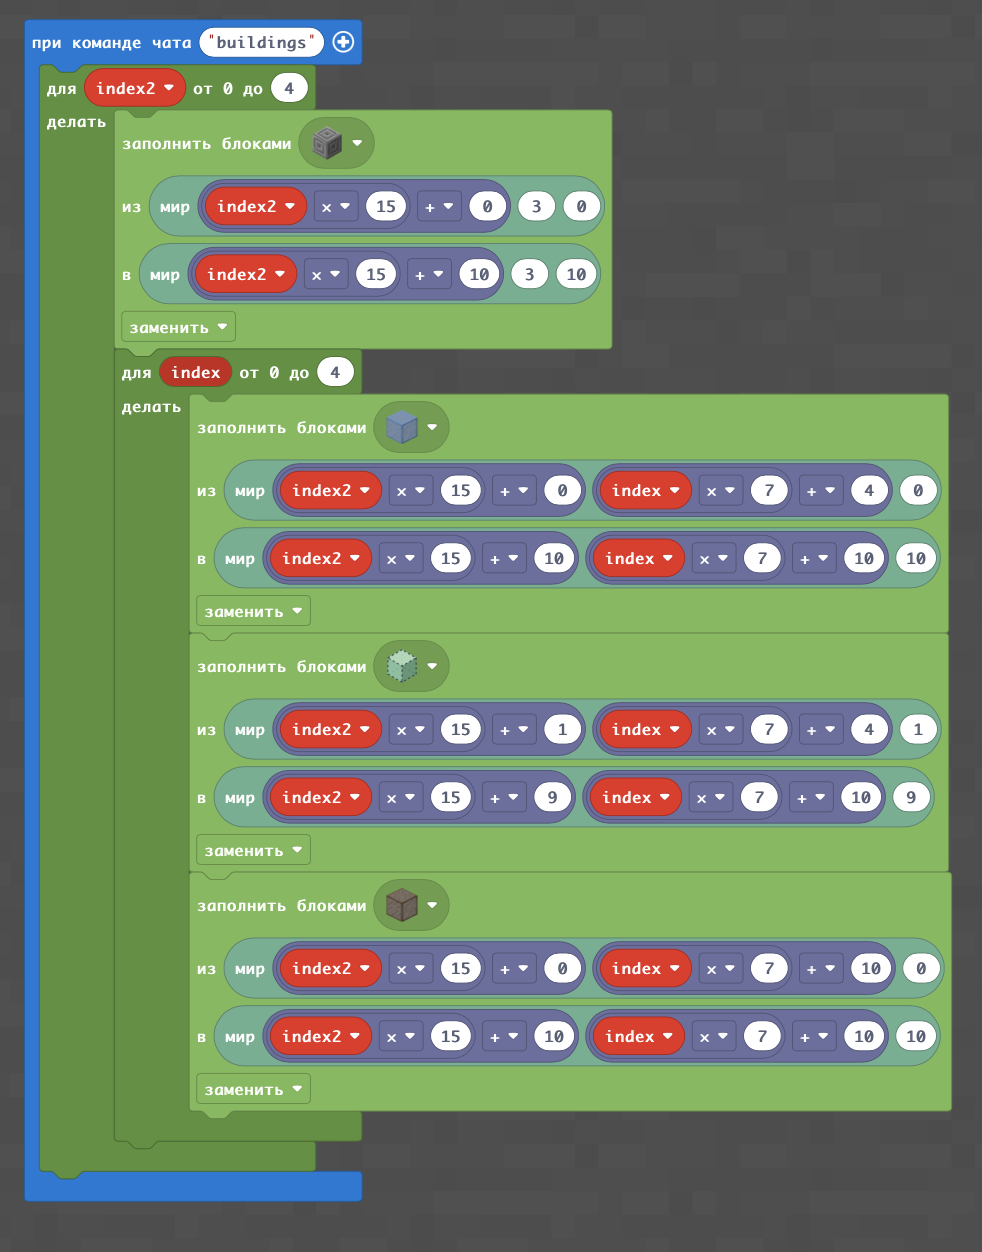 при команде чата "buildings"
для index2 от 0 до 4
делать
заполнить блоками
из мир index2 × 15 + 0 3 0
в мир index2 × 15 + 10 3 10
заменить
для index от 0 до 4
делать
заполнить блоками
из мир index2 × 15 + 0 index × 7 + 4 0
в мир index2 × 15 + 10 index × 7 + 10 10
заменить
заполнить блоками
из мир index2 × 15 + 1 index × 7 + 4 1
в мир index2 × 15 + 9 index × 7 + 10 9
заменить
заполнить блоками
из мир index2 × 15 + 0 index × 7 + 10 0
в мир index2 × 15 + 10 index × 7 + 10 10
заменить